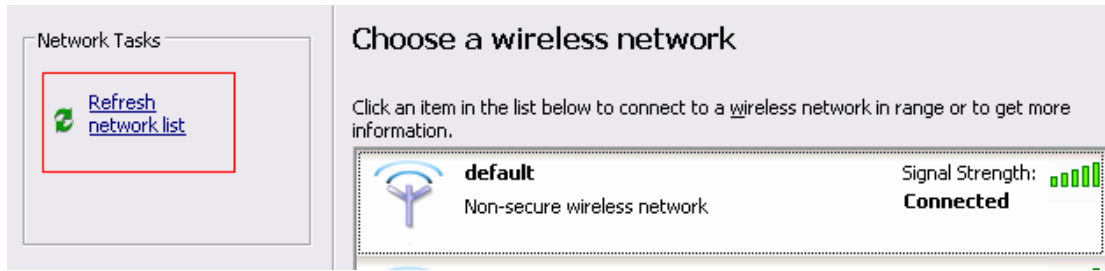 Network Tasks
Refresh
network list
Choose a wireless network
Click an item in the list below to connect to a wireless network in range or to get more
information.
default
Signal Strength:
Non-secure wireless network
Connected